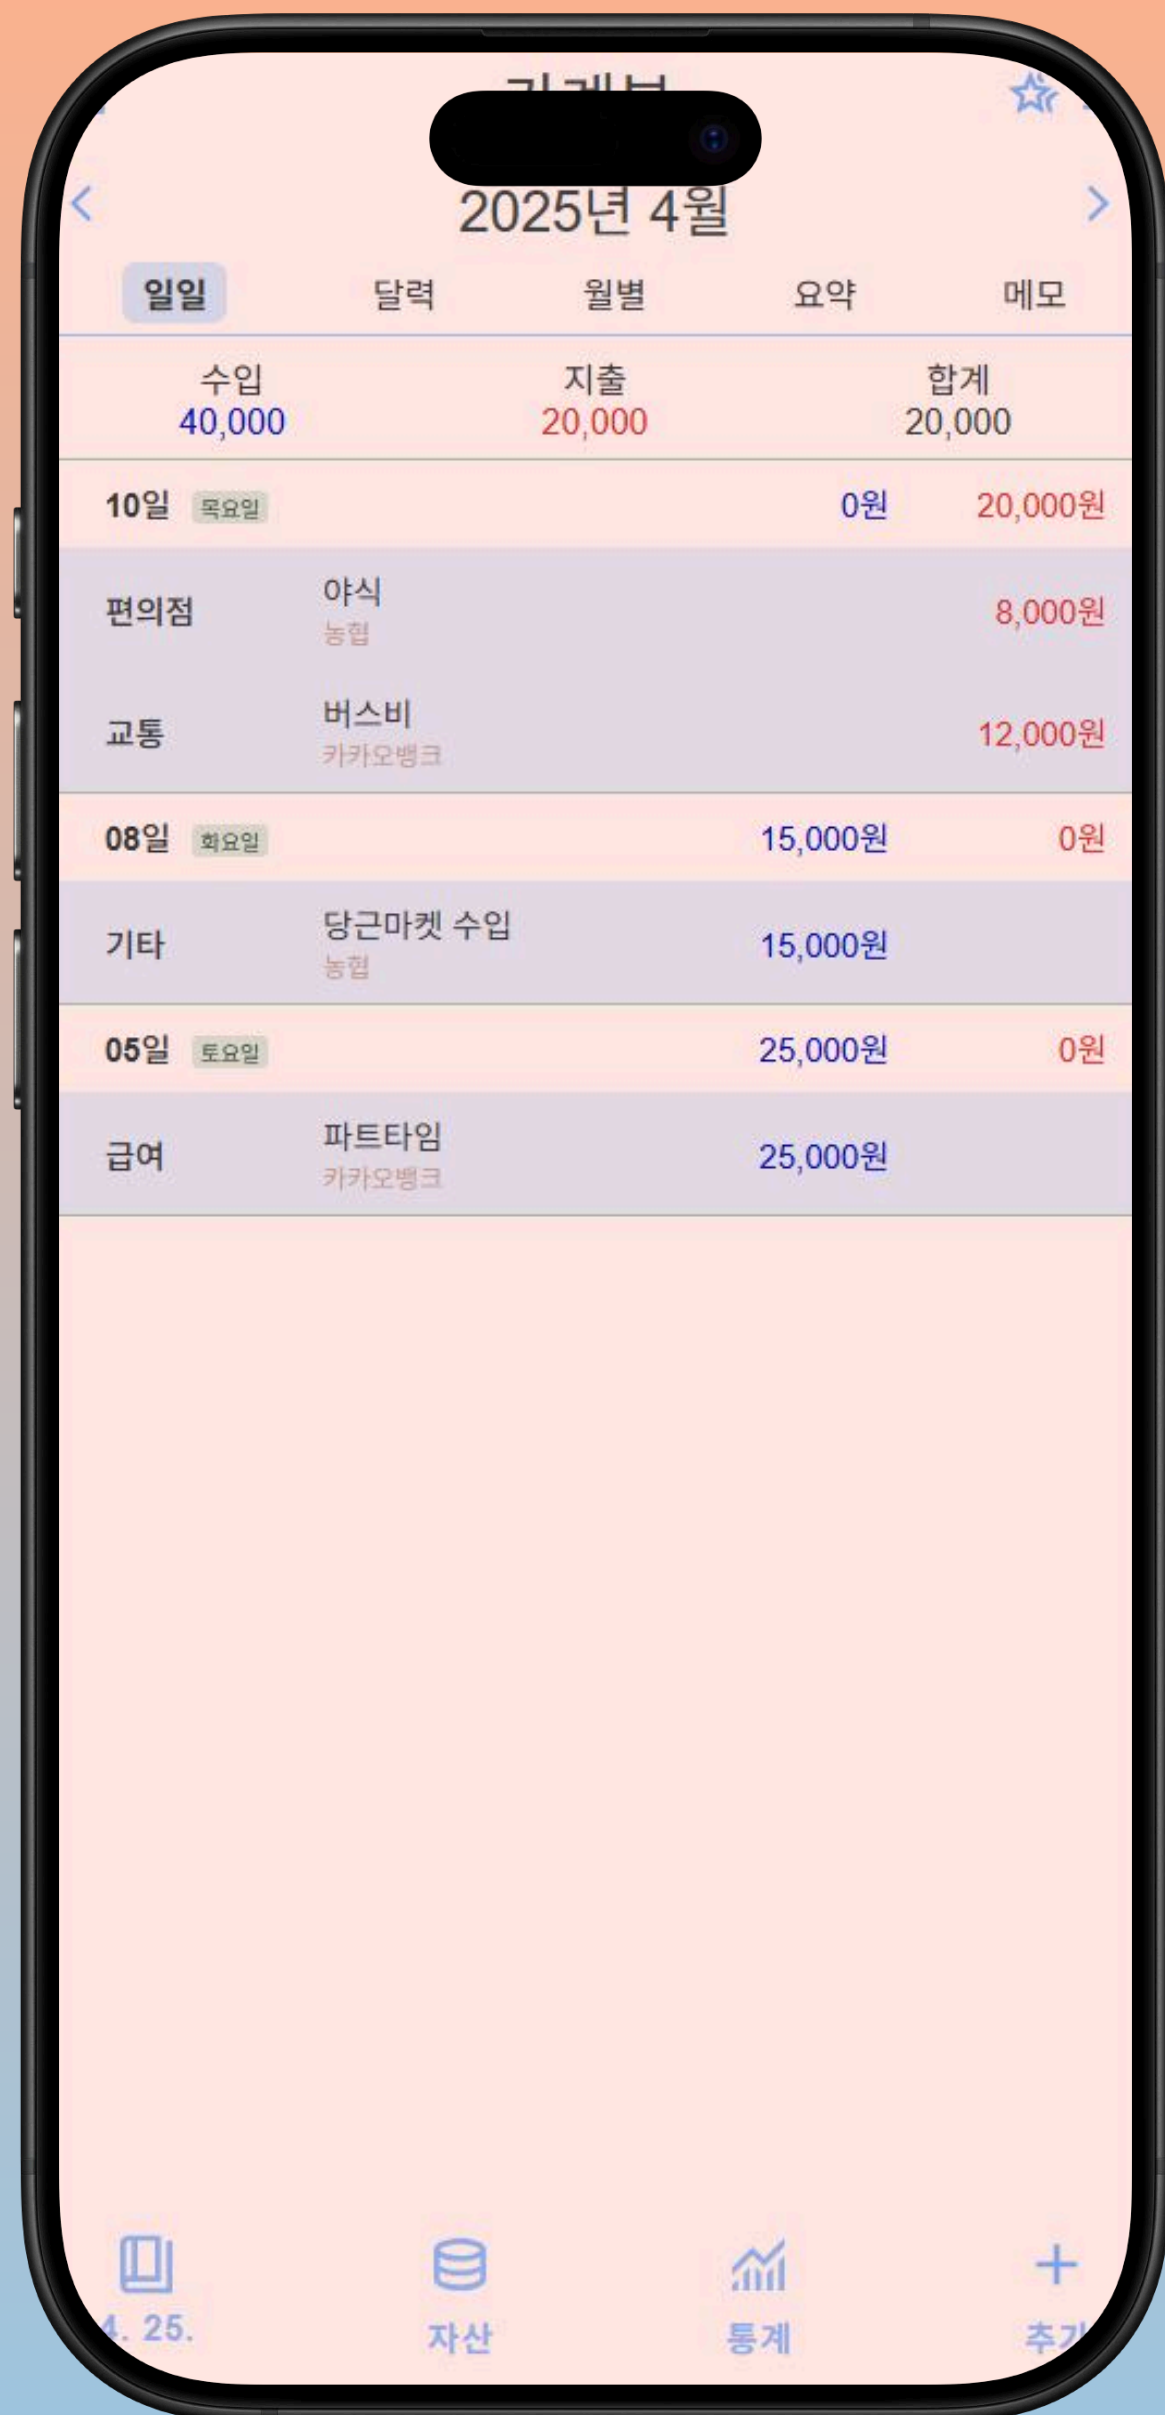 2025년 4월
일일 달력 월별 요약 메모
수입 지출 합계
40,000 20,000 20,000
10일 목요일 0원 20,000원
편의점 야식 8,000원
농협
교통 버스비 12,000원
카카오뱅크
08일 화요일 15,000원 0원
기타 당근마켓 수입 15,000원
농협
05일 토요일 25,000원 0원
급여 파트타임 25,000원
카카오뱅크
4. 25. 자산 통계 추가